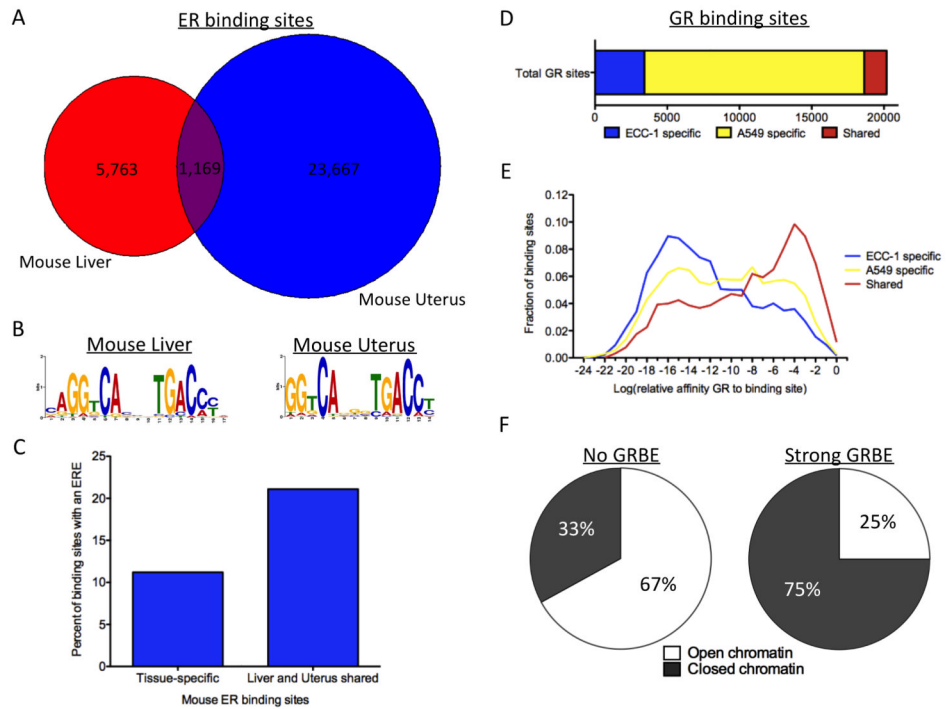 A
ER binding sites
5,763
1,169
23,667
Mouse Liver
Mouse Uterus
B
Mouse Liver
Mouse Uterus
C
Percent of binding sites with an ERE
25
20
15
10
5
0
Tissue-specific
Liver and Uterus shared
Mouse ER binding sites
D
GR binding sites
Total GR sites
0 5000 10000 15000 20000
ECC-1 specific A549 specific Shared
E
Fraction of binding sites
0.12
0.10
0.08
0.06
0.04
0.02
0.00
-24 -22 -20 -18 -16 -14 -12 -10 -8 -6 -4 -2 0
Log(relative affinity GR to binding site)
ECC-1 specific
A549 specific
Shared
F
No GRBE
Strong GRBE
33%
67%
25%
75%
Open chromatin
Closed chromatin